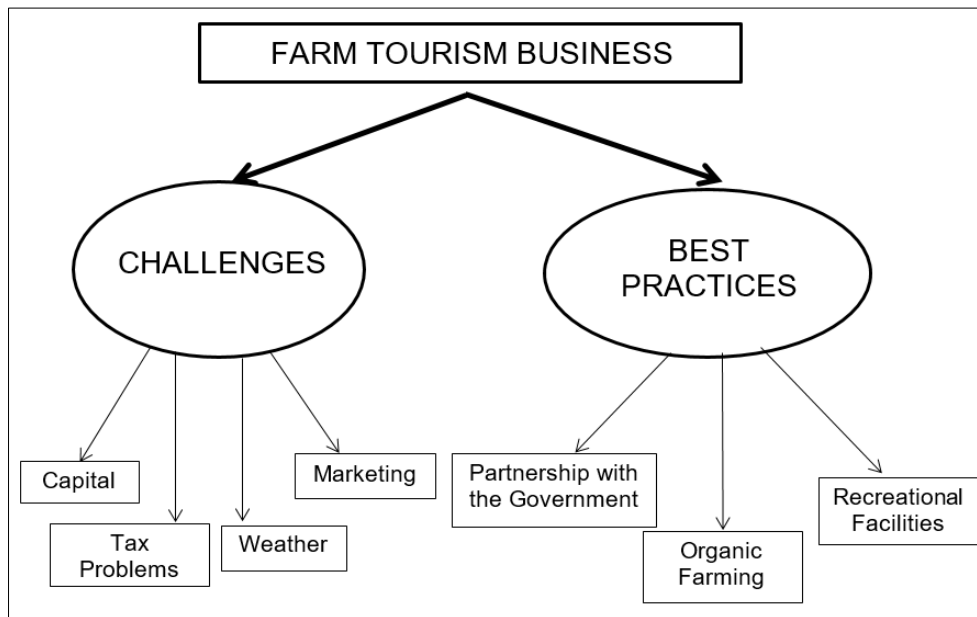 FARM TOURISM BUSINESS
CHALLENGES
BEST
PRACTICES
Capital
Tax
Problems
Weather
Marketing
Partnership with
the Government
Organic
Farming
Recreational
Facilities